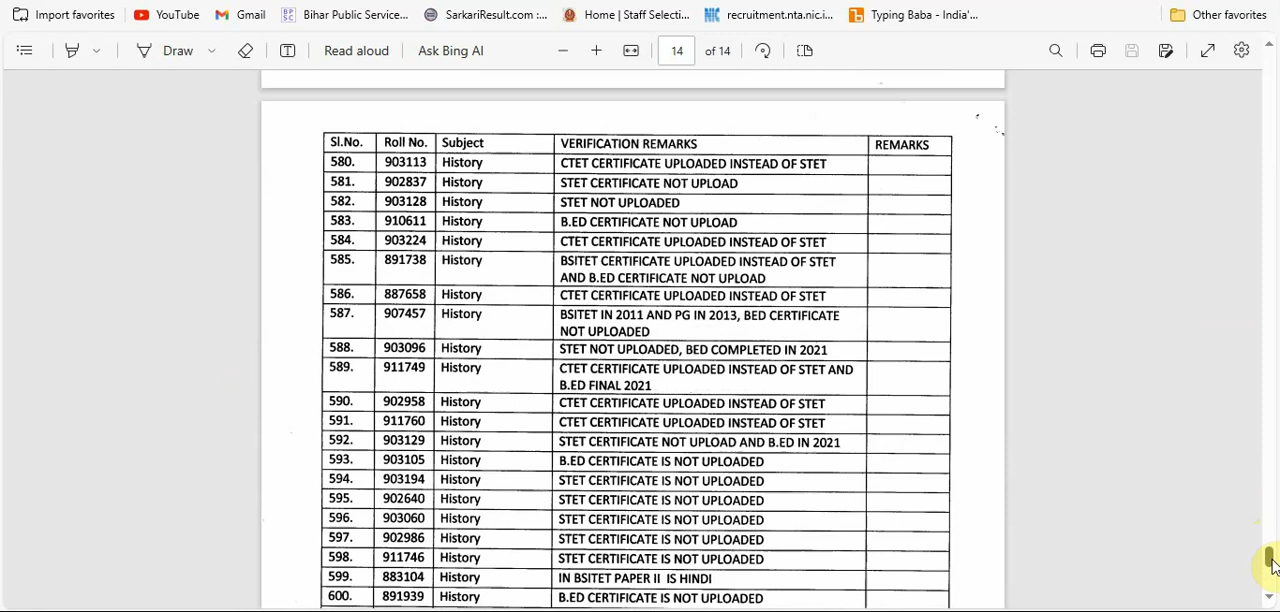 Import favorites YouTube Gmail Bihar Public Service... SarkariResult.com :... Home | Staff Selecti... recruitment.nta.nic.i... Typing Baba - India'... Other favorites
Draw Read aloud Ask Bing AI 14 of 14
Sl.No. Roll No. Subject VERIFICATION REMARKS REMARKS
580. 903113 History CTET CERTIFICATE UPLOADED INSTEAD OF STET
581. 902837 History STET CERTIFICATE NOT UPLOAD
582. 903128 History STET NOT UPLOADED
583. 910611 History B.ED CERTIFICATE NOT UPLOAD
584. 903224 History CTET CERTIFICATE UPLOADED INSTEAD OF STET
585. 891738 History BSITET CERTIFICATE UPLOADED INSTEAD OF STET
AND B.ED CERTIFICATE NOT UPLOAD
586. 887658 History CTET CERTIFICATE UPLOADED INSTEAD OF STET
587. 907457 History BSITET IN 2011 AND PG IN 2013, BED CERTIFICATE
NOT UPLOADED
588. 903096 History STET NOT UPLOADED, BED COMPLETED IN 2021
589. 911749 History CTET CERTIFICATE UPLOADED INSTEAD OF STET AND
B.ED FINAL 2021
590. 902958 History CTET CERTIFICATE UPLOADED INSTEAD OF STET
591. 911760 History CTET CERTIFICATE UPLOADED INSTEAD OF STET
592. 903129 History STET CERTIFICATE NOT UPLOAD AND B.ED IN 2021
593. 903105 History B.ED CERTIFICATE IS NOT UPLOADED
594. 903194 History STET CERTIFICATE IS NOT UPLOADED
595. 902640 History STET CERTIFICATE IS NOT UPLOADED
596. 903060 History STET CERTIFICATE IS NOT UPLOADED
597. 902986 History STET CERTIFICATE IS NOT UPLOADED
598. 911746 History STET CERTIFICATE IS NOT UPLOADED
599. 883104 History IN BSITET PAPER II IS HINDI
600. 891939 History B.ED CERTIFICATE IS NOT UPLOADED